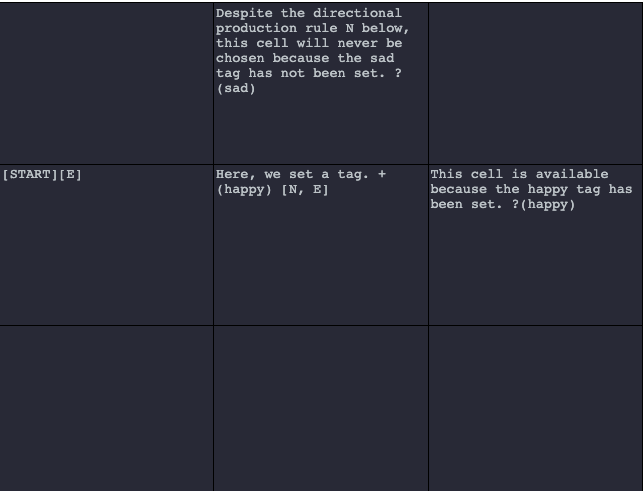 Despite the directional
production rule N below,
this cell will never be
chosen because the sad
tag has not been set. ?
(sad)
[START][E]
Here, we set a tag. +
(happy) [N, E]
This cell is available
because the happy tag has
been set. ?(happy)